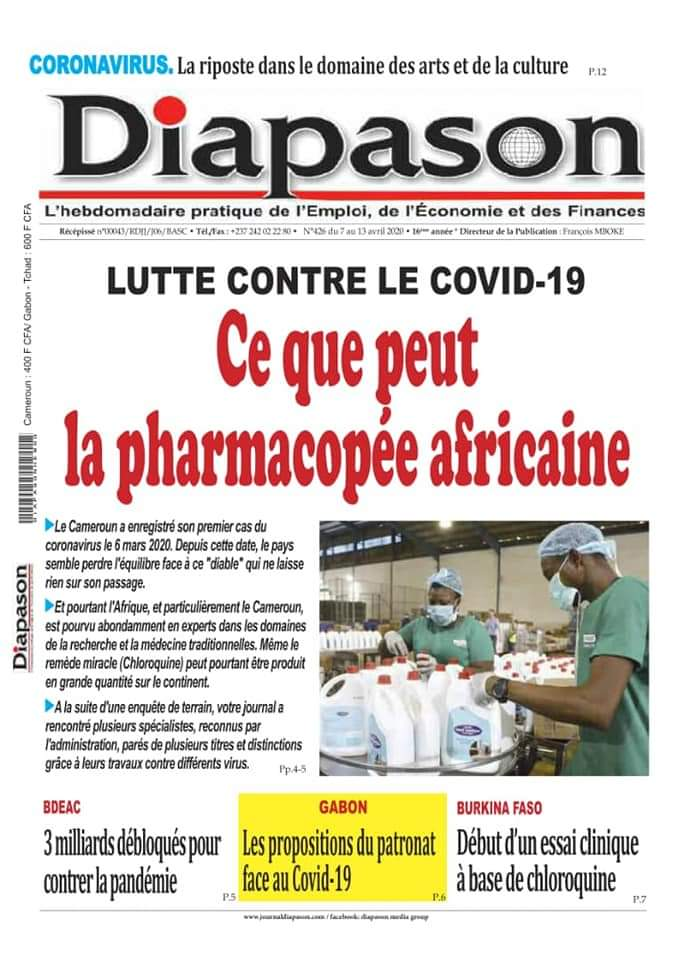 CORONAVIRUS. La riposte dans le domaine des arts et de la culture P.12
Diapason
L'hebdomadaire pratique de l'Emploi, de l'Économie et des Finances
Récépissé n°00043/RDJJ/J06/BASC • Tél./Fax : +237 242 02 22 80 • N°426 du 7 au 13 avril 2020 • 16ème année * Directeur de la Publication : François MBOKE
Cameroun : 400 F CFA/ Gabon - Tchad : 600 F CFA
LUTTE CONTRE LE COVID-19
Ce que peut
la pharmacopée africaine
Le Cameroun a enregistré son premier cas du
coronavirus le 6 mars 2020. Depuis cette date, le pays
semble perdre l'équilibre face à ce "diable" qui ne laisse
rien sur son passage.
Et pourtant l'Afrique, et particulièrement le Cameroun,
est pourvu abondamment en experts dans les domaines
de la recherche et la médecine traditionnelles. Même le
remède miracle (Chloroquine) peut pourtant être produit
en grande quantité sur le continent.
A la suite d'une enquête de terrain, votre journal a
rencontré plusieurs spécialistes, reconnus par
l'administration, parés de plusieurs titres et distinctions
grâce à leurs travaux contre différents virus.
Pp.4-5
Diapason
BDEAC
3 milliards débloqués pour
contrer la pandémie
P.5
GABON
Les propositions du patronat
face au Covid-19
P.6
BURKINA FASO
Début d'un essai clinique
à base de chloroquine
P.7
www.journaldiapason.com / facebook: diapason media group